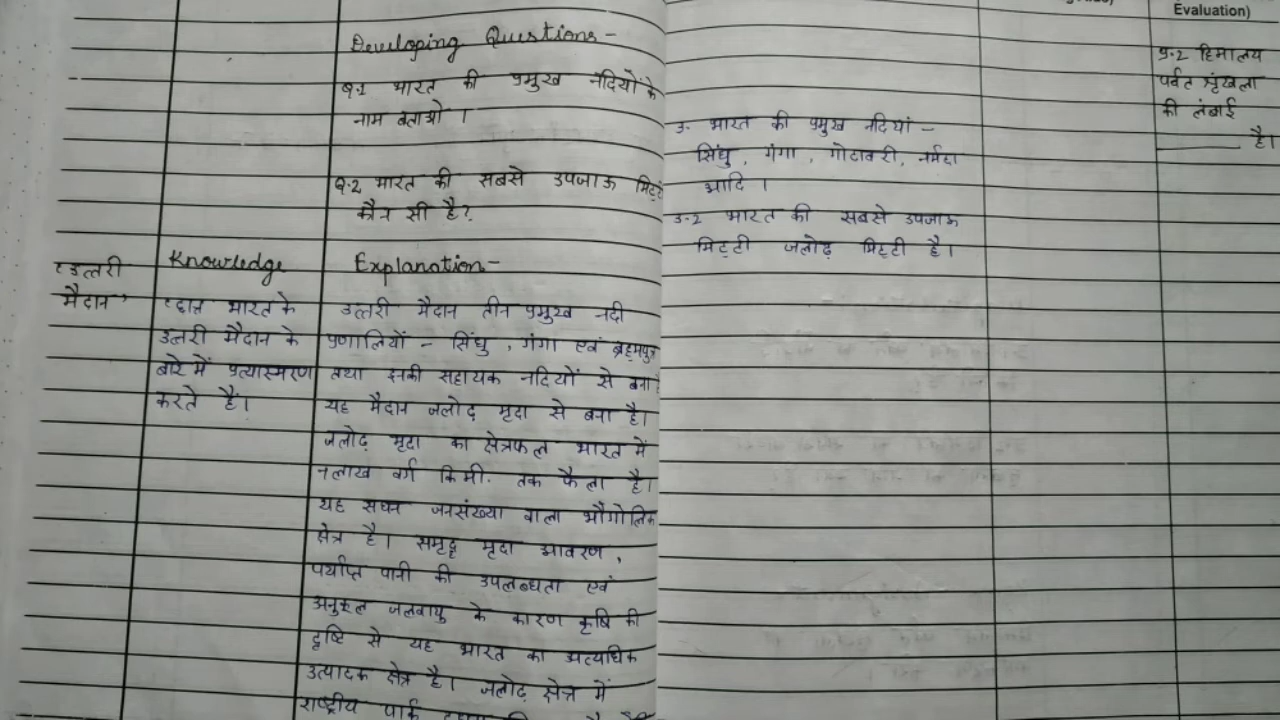 Evaluation)
Developing Questions-
Q.1 भारत की प्रमुख नदियों के
नाम बताओ ।
Q.2 भारत की सबसे उपजाऊ मिट्टी
कौन सी है?
उ. भारत की प्रमुख नदियां -
सिंधु, गंगा, गोदावरी, नर्मदा
आदि ।
उ-2 भारत की सबसे उपजाऊ
मिट्टी जलोढ़ मिट्टी है।
प्र.2 हिमालय
पर्वत श्रृंखला
की लंबाई
______ है।
'उत्तरी
मैदान'
Knowledge
छात्र भारत के
उत्तरी मैदान के
बारे में प्रत्यास्मरण
करते हैं।
Explanation-
उत्तरी मैदान तीन प्रमुख नदी
प्रणालियों - सिंधु, गंगा एवं ब्रह्मपुत्र
तथा इनकी सहायक नदियों से बना
यह मैदान जलोढ़ मृदा से बना है।
जलोढ़ मृदा का क्षेत्रफल भारत में
7लाख वर्ग किमी. तक फैला है।
यह सघन जनसंख्या वाला भौगोलिक
क्षेत्र है। समृद्ध मृदा आवरण,
पर्याप्त पानी की उपलब्धता एवं
अनुकूल जलवायु के कारण कृषि की
दृष्टि से यह भारत का अत्यधिक
उत्पादक क्षेत्र है। जलोढ़ क्षेत्र में
राष्ट्रीय पार्क